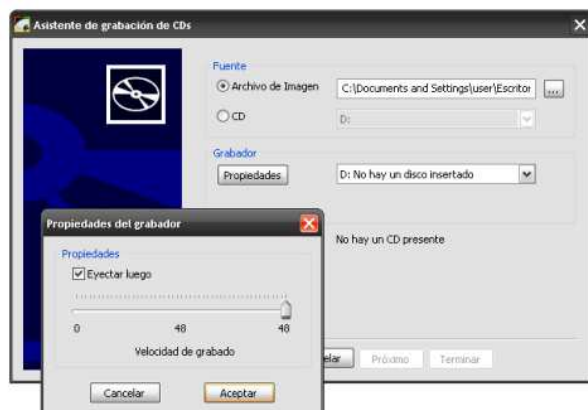 Asistente de grabación de CDs
Fuente
Archivo de Imagen
C:\Documents and Settings\user\Escritor
...
CD
D:
Grabador
Propiedades
D: No hay un disco insertado
No hay un CD presente
Próximo
Terminar
Propiedades del grabador
Propiedades
Eyectar luego
0 48 48
Velocidad de grabado
Cancelar
Aceptar